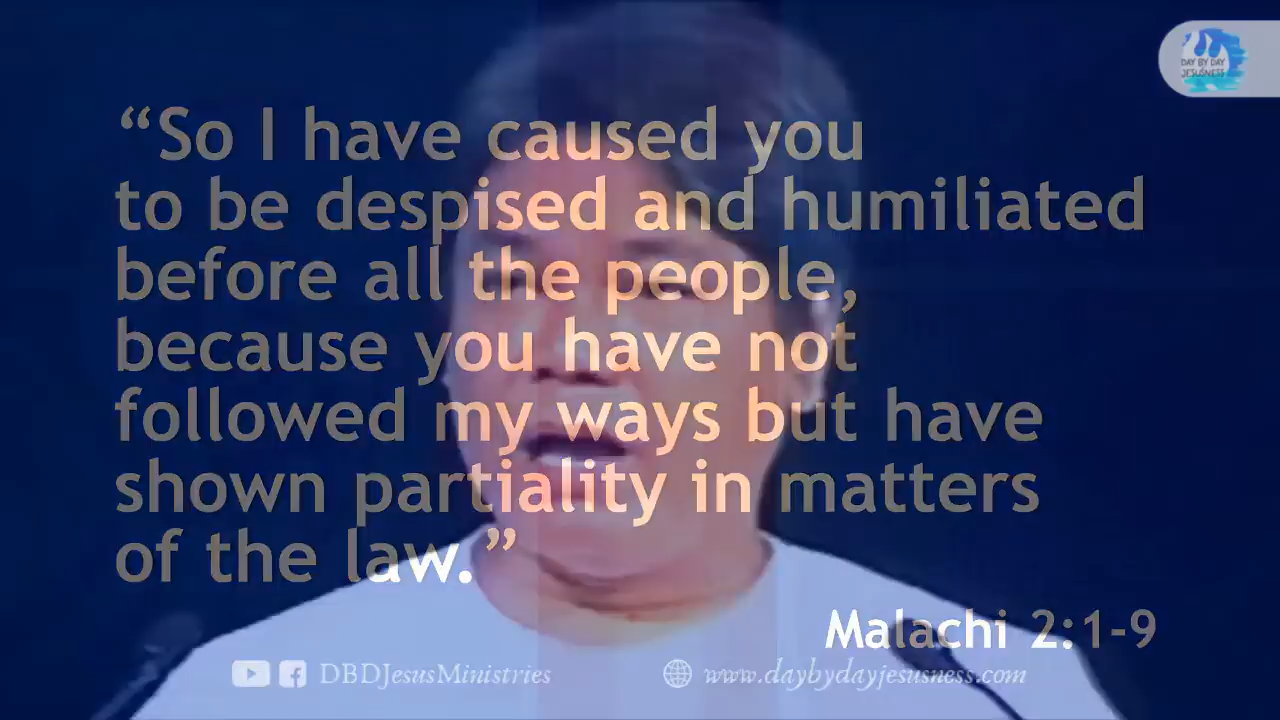 DAY BY DAY
JESUSNESS
“So I have caused you
to be despised and humiliated
before all the people,
because you have not
followed my ways but have
shown partiality in matters
of the law.”
Malachi 2:1-9
DBDJesusMinistries
www.daybydayjesusness.com